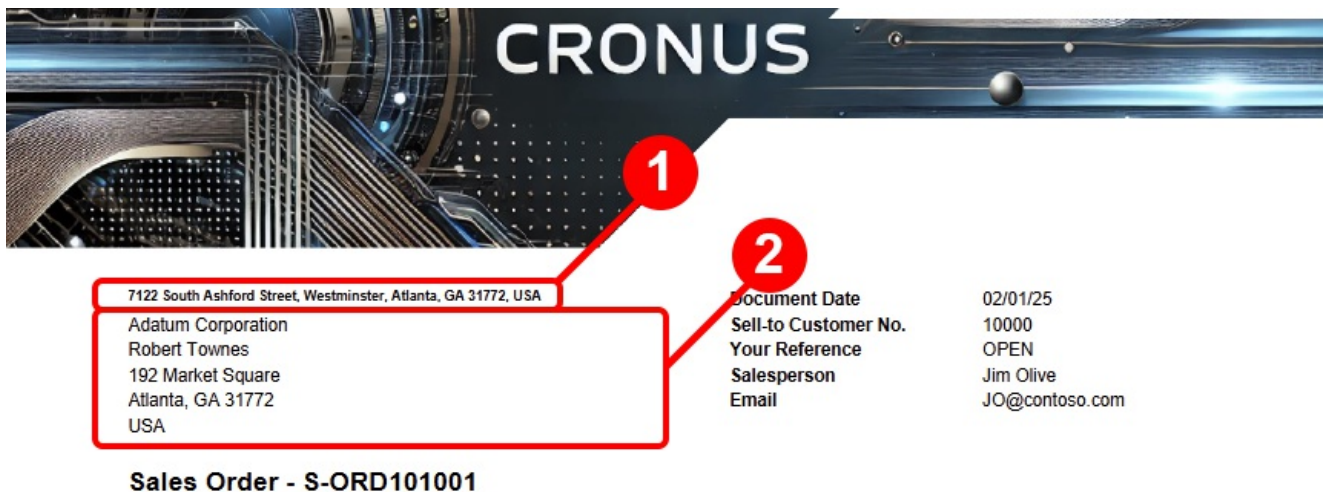 CRONUS
1
2
7122 South Ashford Street, Westminster, Atlanta, GA 31772, USA
Adatum Corporation
Robert Townes
192 Market Square
Atlanta, GA 31772
USA
Document Date 02/01/25
Sell-to Customer No. 10000
Your Reference OPEN
Salesperson Jim Olive
Email JO@contoso.com
Sales Order - S-ORD101001